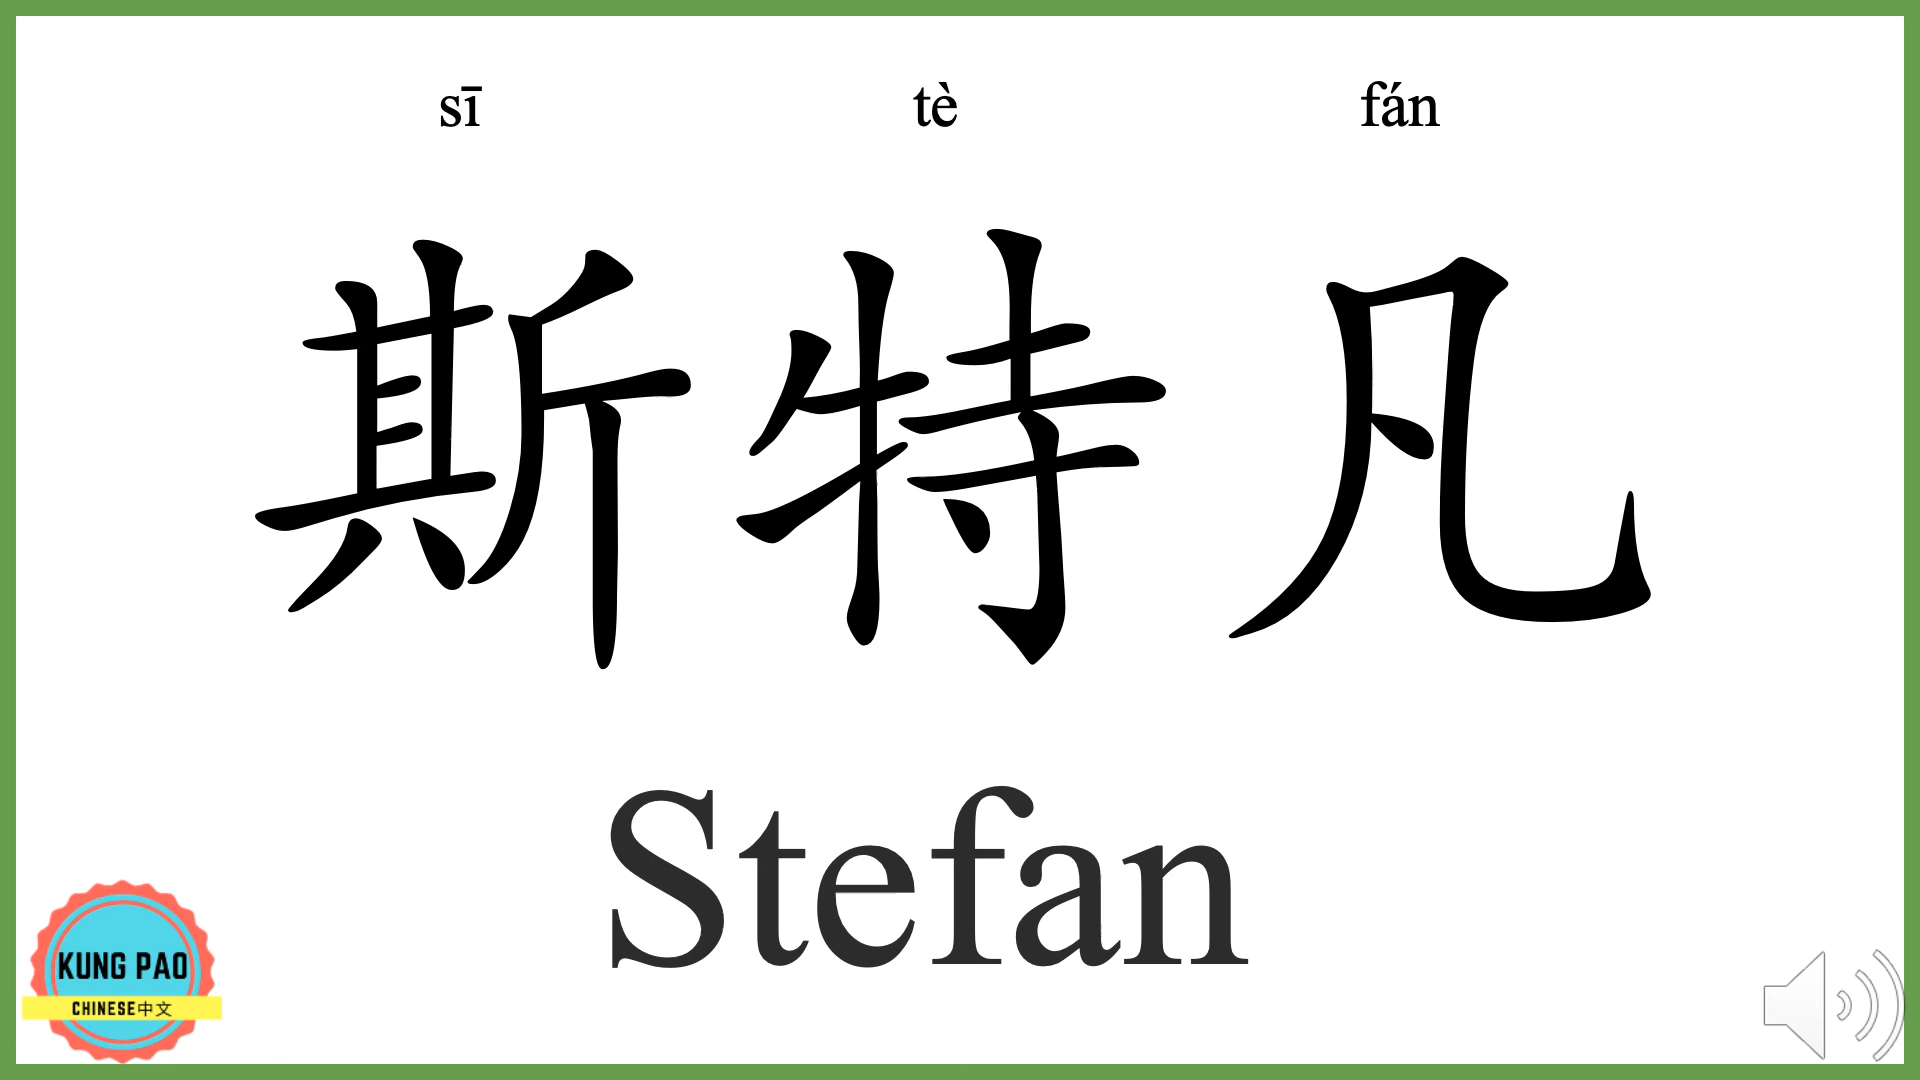 sī tè fán
斯特凡
Stefan
KUNG PAO
CHINESE中文